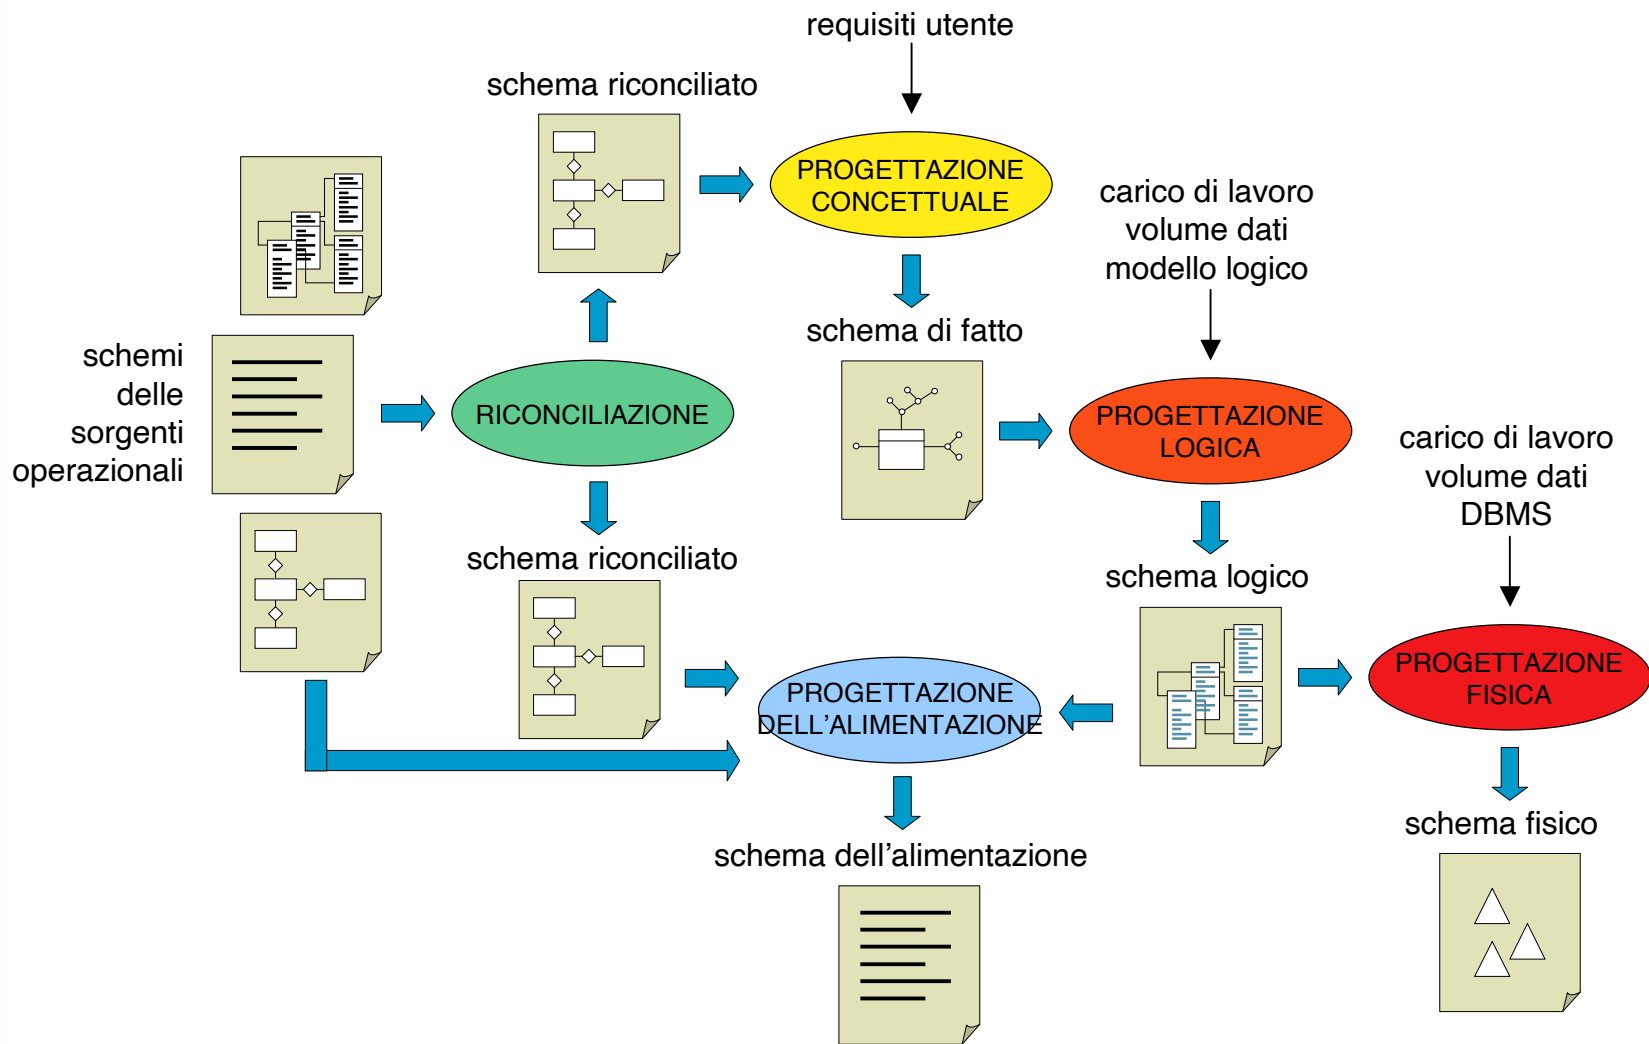 requisiti utente
schema riconciliato
PROGETTAZIONE
CONCETTUALE
carico di lavoro
volume dati
modello logico
schema di fatto
schemi
delle
sorgenti
operazionali
RICONCILIAZIONE
PROGETTAZIONE
LOGICA
carico di lavoro
volume dati
DBMS
schema riconciliato
schema logico
PROGETTAZIONE
DELL'ALIMENTAZIONE
PROGETTAZIONE
FISICA
schema dell'alimentazione
schema fisico